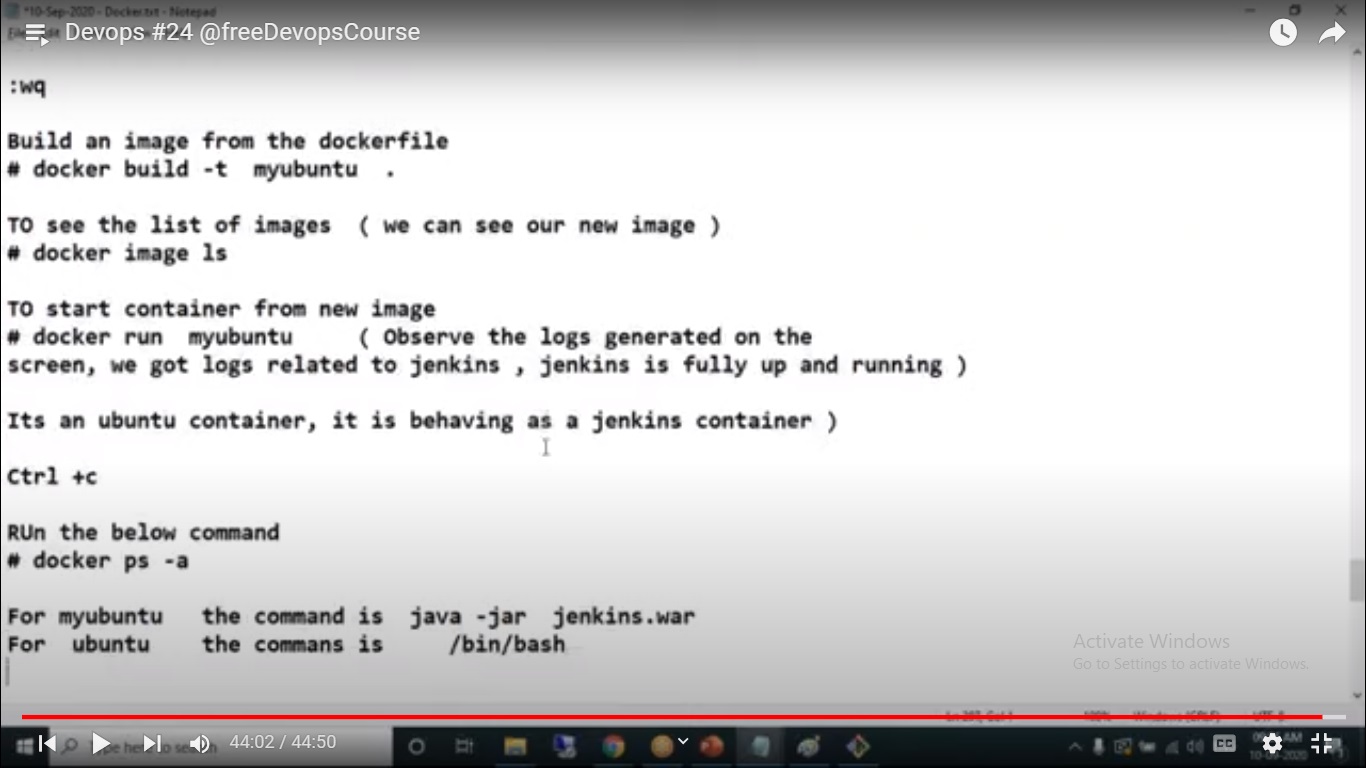 *10-Sep-2020 - Docker.txt - Notepad
Devops #24 @freeDevopsCourse
:wq
Build an image from the dockerfile
# docker build -t  myubuntu  .
TO see the list of images  ( we can see our new image )
# docker image ls
TO start container from new image
# docker run  myubuntu     ( Observe the logs generated on the
screen, we got logs related to jenkins , jenkins is fully up and running )
Its an ubuntu container, it is behaving as a jenkins container )
Ctrl +c
RUn the below command
# docker ps -a
For myubuntu   the command is  java -jar  jenkins.war
For  ubuntu    the commans is     /bin/bash
Activate Windows
Go to Settings to activate Windows.
44:02 / 44:50
CC
10-09-2020